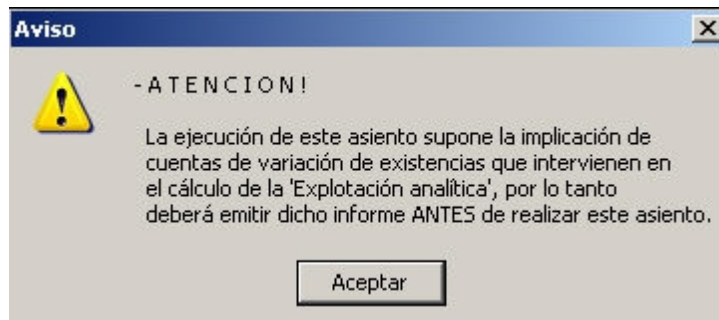 Aviso
- A T E N C I O N !
La ejecución de este asiento supone la implicación de
cuentas de variación de existencias que intervienen en
el cálculo de la 'Explotación analítica', por lo tanto
deberá emitir dicho informe ANTES de realizar este asiento.
Aceptar